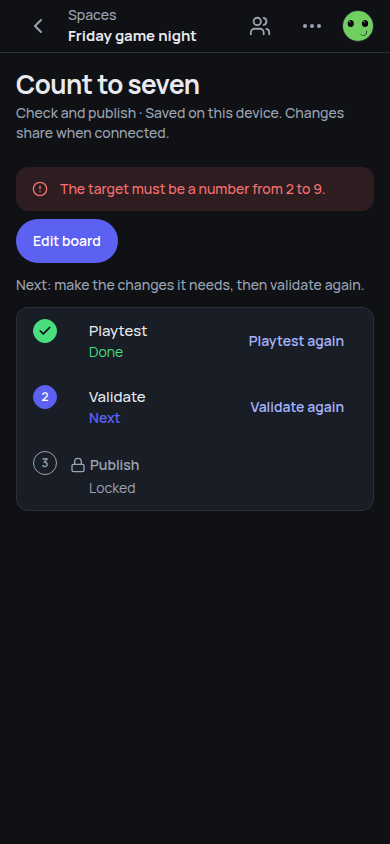 Spaces
Friday game night
Count to seven
Check and publish · Saved on this device. Changes
share when connected.
The target must be a number from 2 to 9.
Edit board
Next: make the changes it needs, then validate again.
Playtest
Done
Playtest again
2
Validate
Next
Validate again
3
Publish
Locked